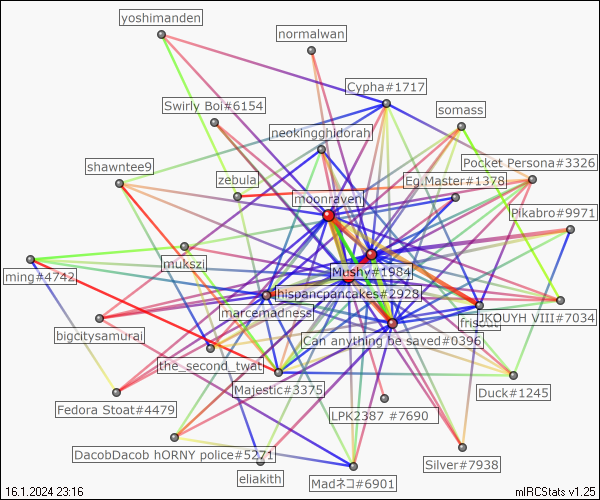 yoshimanden
normalwan
Cypha#1717
Swirly Boi#6154
somass
neokingghidorah
shawntee9
Pocket Persona#3326
zebula
Eg.Master#1378
moonraven
Pikabro#9971
mukszi
ming#4742
Mushy#1984
hispancpancakes#2928
marcemadness
frisbut
JKOUYH VIII#7034
bigcitysamurai
Can anything be saved#0396
the_second_twat
Majestic#3375
Duck#1245
Fedora Stoat#4479
LPK2387 #7690
DacobDacob hORNY police#5271
Silver#7938
eliakith
Madネコ#6901
16.1.2024 23:16
mIRCStats v1.25